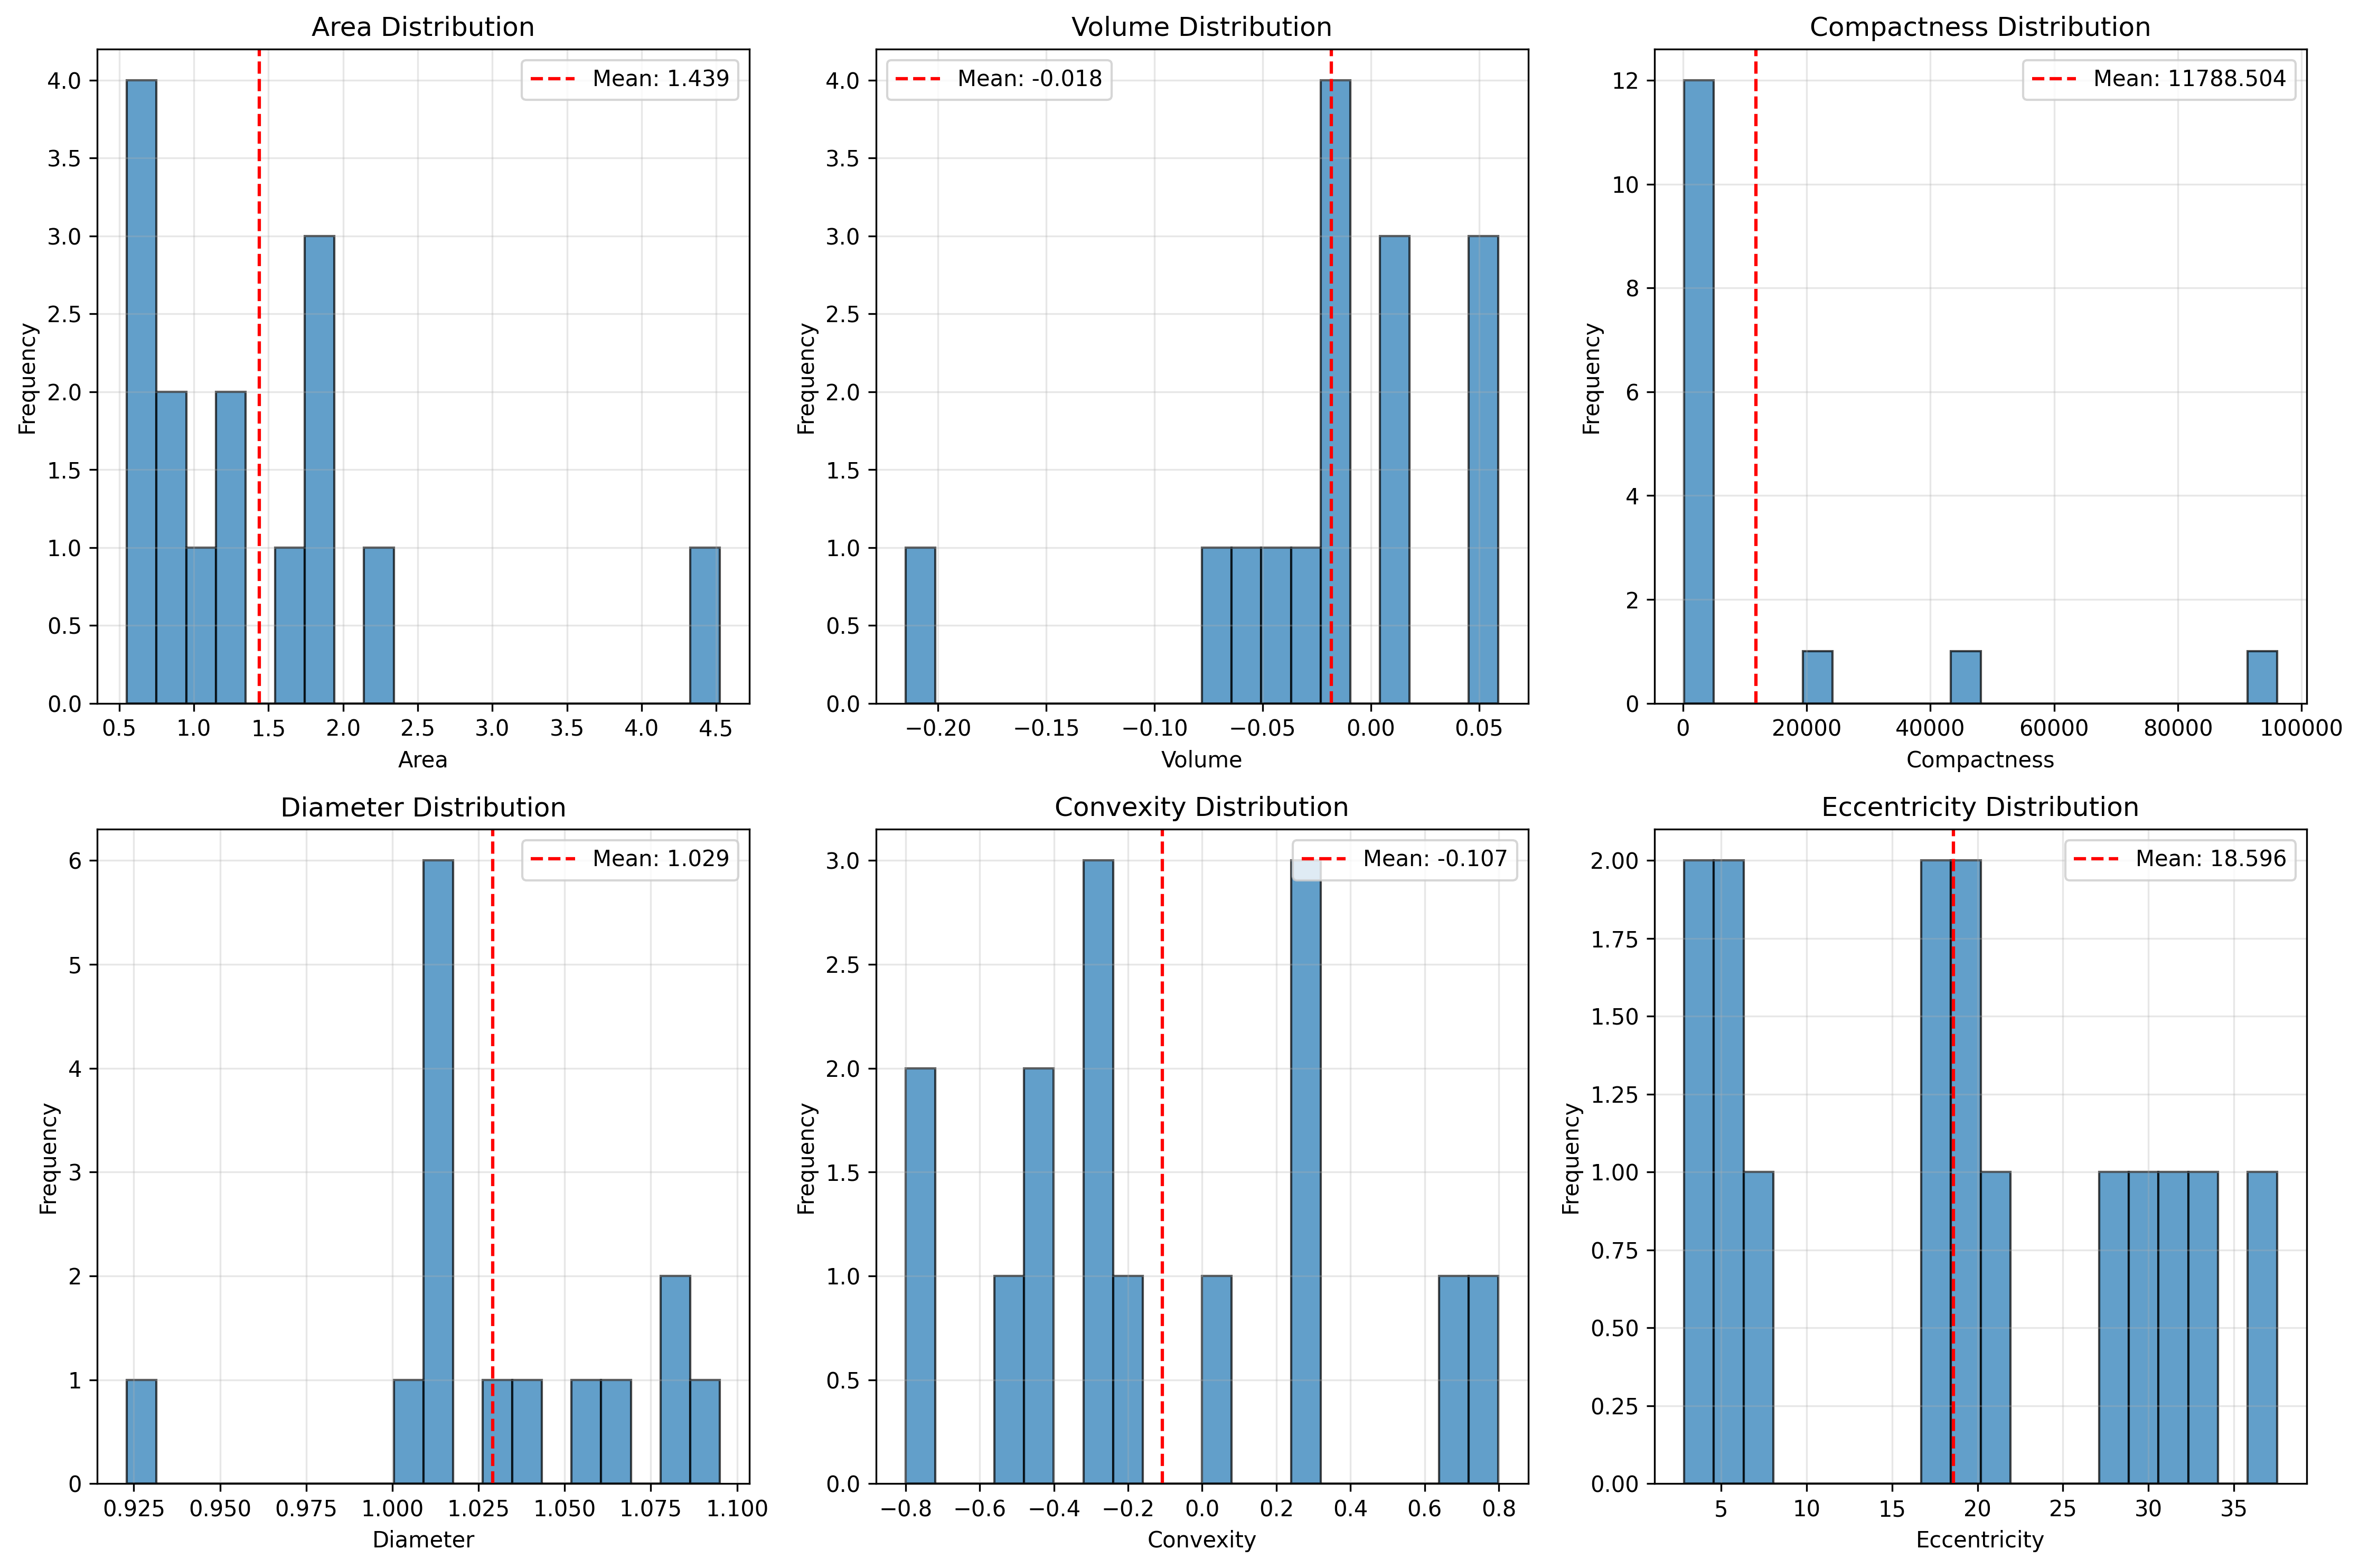 Area Distribution
Mean: 1.439
Frequency
4.0
3.5
3.0
2.5
2.0
1.5
1.0
0.5
0.0
0.5 1.0 1.5 2.0 2.5 3.0 3.5 4.0 4.5
Area
Volume Distribution
Mean: -0.018
Frequency
4.0
3.5
3.0
2.5
2.0
1.5
1.0
0.5
0.0
−0.20 −0.15 −0.10 −0.05 0.00 0.05
Volume
Compactness Distribution
Mean: 11788.504
Frequency
12
10
8
6
4
2
0
0 20000 40000 60000 80000 100000
Compactness
Diameter Distribution
Mean: 1.029
Frequency
6
5
4
3
2
1
0
0.925 0.950 0.975 1.000 1.025 1.050 1.075 1.100
Diameter
Convexity Distribution
Mean: -0.107
Frequency
3.0
2.5
2.0
1.5
1.0
0.5
0.0
−0.8 −0.6 −0.4 −0.2 0.0 0.2 0.4 0.6 0.8
Convexity
Eccentricity Distribution
Mean: 18.596
Frequency
2.00
1.75
1.50
1.25
1.00
0.75
0.50
0.25
0.00
5 10 15 20 25 30 35
Eccentricity